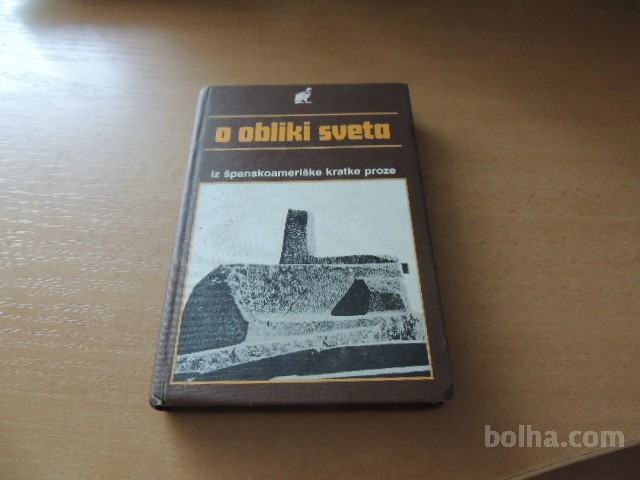 o obliki sveta
iz španskoameriške kratke proze
bolha.com